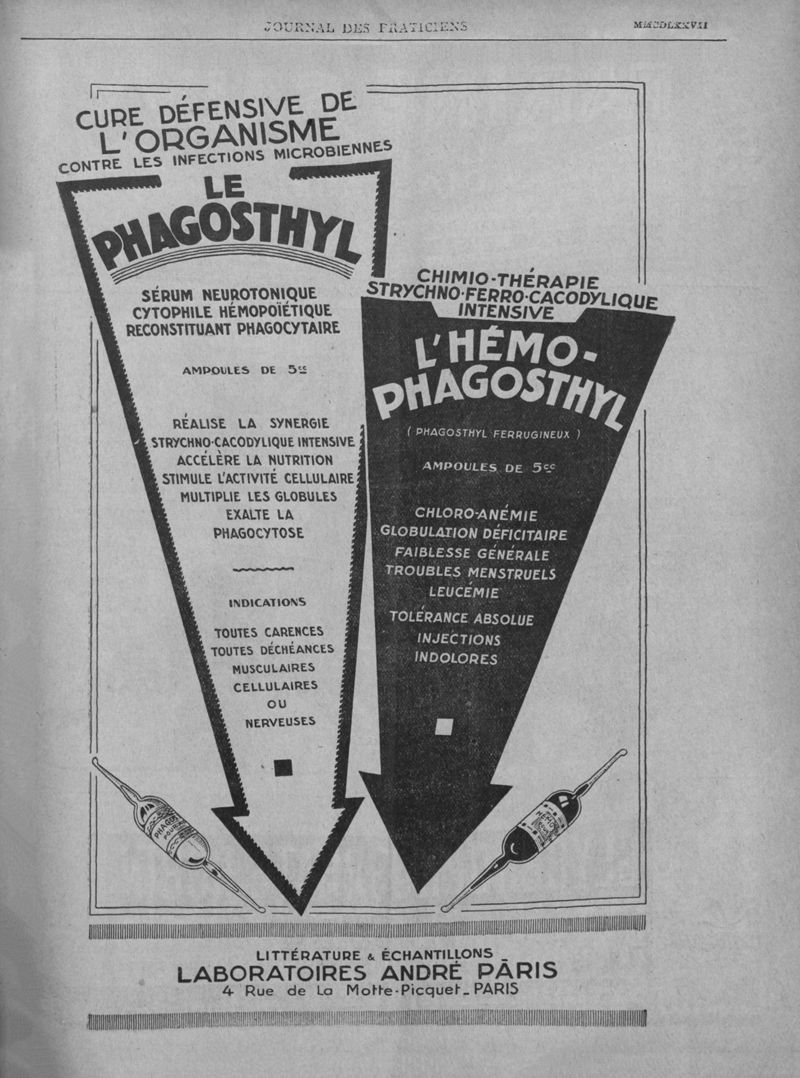 JOURNAL DES PRATICIENS
CURE DÉFENSIVE DE
L'ORGANISME
CONTRE LES INFECTIONS MICROBIENNES
LE
PHAGOSTHYL
SÉRUM NEUROTONIQUE
CYTOPHILE HÉMOPOÏÉTIQUE
RECONSTITUANT PHAGOCYTAIRE
AMPOULES DE 5cc
RÉALISE LA SYNERGIE
STRYCHNO-CACODYLIQUE INTENSIVE
ACCÉLÈRE LA NUTRITION
STIMULE L'ACTIVITÉ CELLULAIRE
MULTIPLIE LES GLOBULES
EXALTE LA
PHAGOCYTOSE
INDICATIONS
TOUTES CARENCES
TOUTES DÉCHÉANCES
MUSCULAIRES
CELLULAIRES
OU
NERVEUSES
CHIMIO-THÉRAPIE
STRYCHNO-FERRO-CACODYLIQUE
INTENSIVE
L'HÉMO-
PHAGOSTHYL
( PHAGOSTHYL FERRUGINEUX )
AMPOULES DE 5cc
CHLORO-ANÉMIE
GLOBULATION DÉFICITAIRE
FAIBLESSE GÉNÉRALE
TROUBLES MENSTRUELS
LEUCÉMIE
TOLÉRANCE ABSOLUE
INJECTIONS
INDOLORES
LITTÉRATURE & ÉCHANTILLONS
LABORATOIRES ANDRÉ PÂRIS
4 Rue de La Motte-Picquet_PARIS